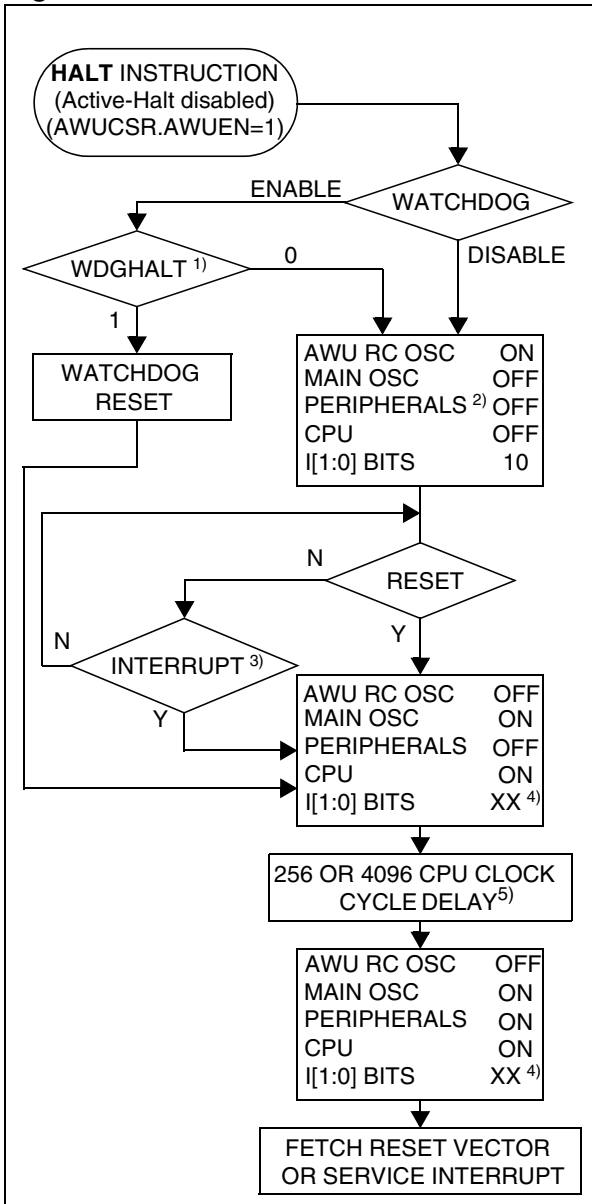 HALT INSTRUCTION
(Active-Halt disabled)
(AWUCSR.AWUEN=1)
WATCHDOG
ENABLE
DISABLE
WDGHALT 1)
0
1
WATCHDOG
RESET
AWU RC OSC ON
MAIN OSC OFF
PERIPHERALS 2) OFF
CPU OFF
I[1:0] BITS 10
RESET
N
Y
INTERRUPT 3)
N
Y
AWU RC OSC OFF
MAIN OSC ON
PERIPHERALS OFF
CPU ON
I[1:0] BITS XX 4)
256 OR 4096 CPU CLOCK
CYCLE DELAY5)
AWU RC OSC OFF
MAIN OSC ON
PERIPHERALS ON
CPU ON
I[1:0] BITS XX 4)
FETCH RESET VECTOR
OR SERVICE INTERRUPT